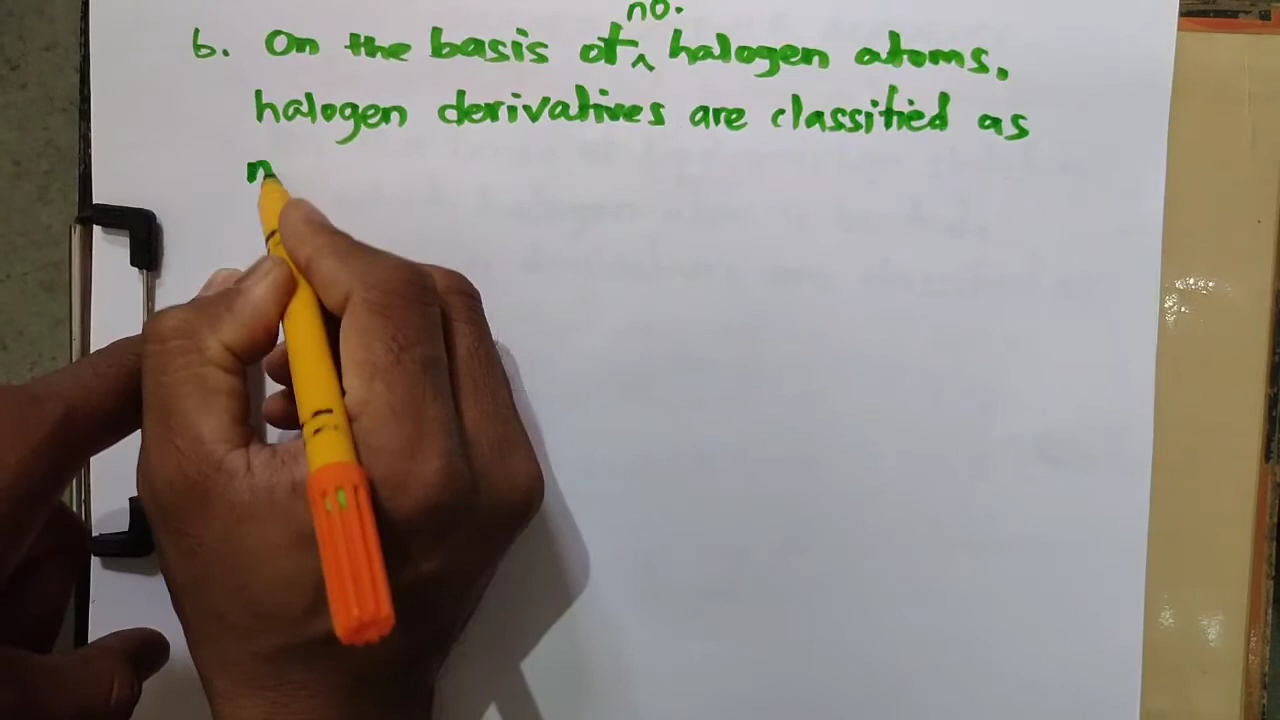 6. On the basis of no. halogen atoms,
halogen derivatives are classified as